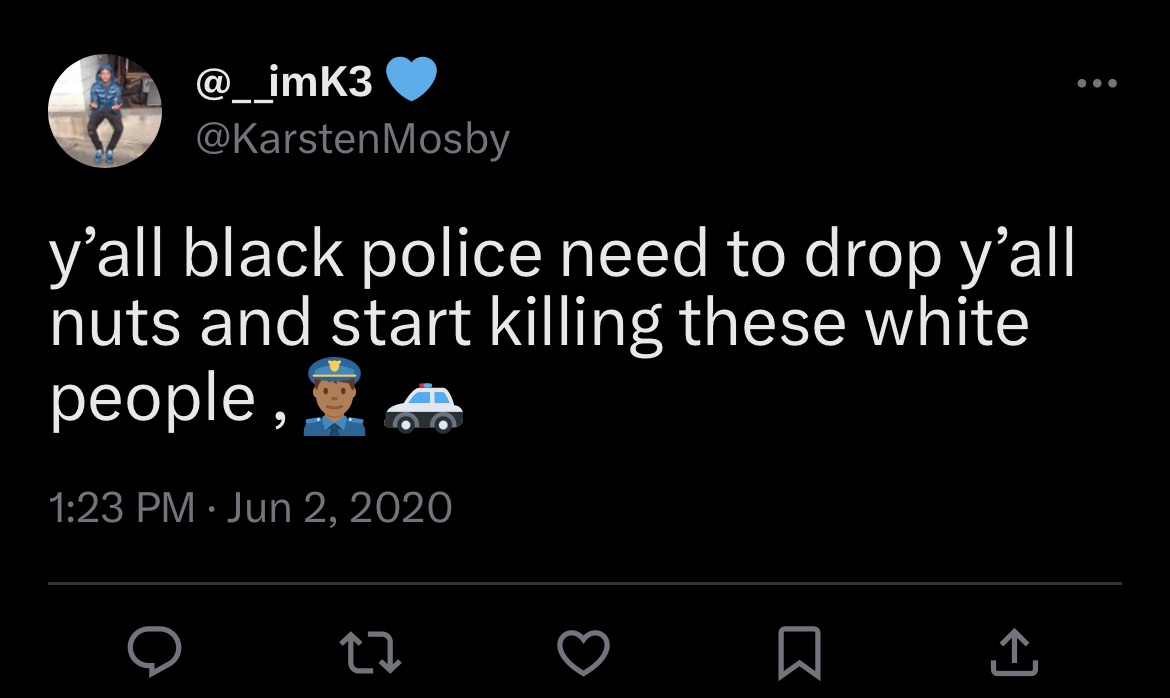 @__imK3 💙
@KarstenMosby
y’all black police need to drop y’all
nuts and start killing these white
people ,👮🏾‍♂️ 🚓
1:23 PM · Jun 2, 2020